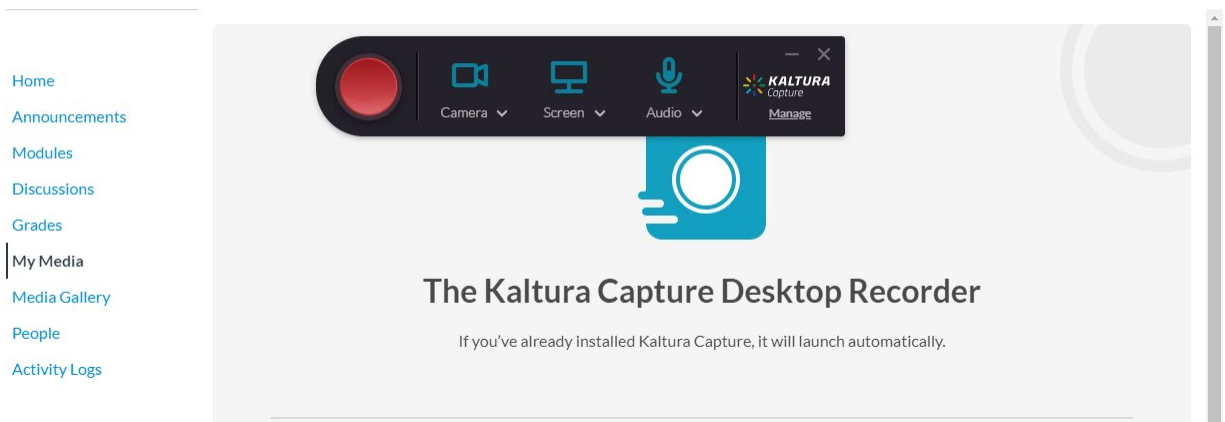 Home
Announcements
Modules
Discussions
Grades
My Media
Media Gallery
People
Activity Logs
Camera Screen Audio
KALTURA
Capture
Manage
The Kaltura Capture Desktop Recorder
If you've already installed Kaltura Capture, it will launch automatically.